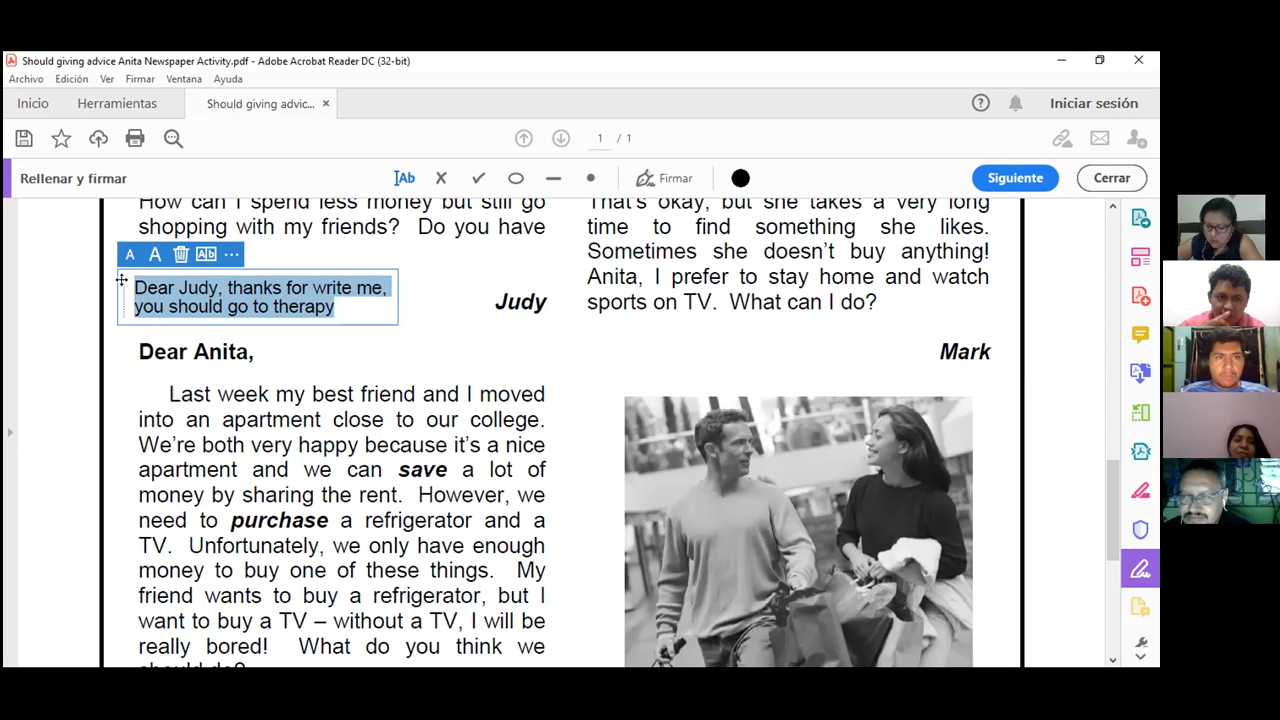 Should giving advice Anita Newspaper Activity.pdf - Adobe Acrobat Reader DC (32-bit)
Archivo Edición Ver Firmar Ventana Ayuda
Inicio Herramientas Should giving advic... × Iniciar sesión
1 / 1
Rellenar y firmar Ab Firmar Siguiente Cerrar
How can I spend less money but still go
shopping with my friends? Do you have
A A Ab ...
Dear Judy, thanks for write me,
you should go to therapy
Judy
Dear Anita,
Last week my best friend and I moved
into an apartment close to our college.
We're both very happy because it's a nice
apartment and we can save a lot of
money by sharing the rent. However, we
need to purchase a refrigerator and a
TV. Unfortunately, we only have enough
money to buy one of these things. My
friend wants to buy a refrigerator, but I
want to buy a TV – without a TV, I will be
really bored! What do you think we
should do?
That's okay, but she takes a very long
time to find something she likes.
Sometimes she doesn't buy anything!
Anita, I prefer to stay home and watch
sports on TV. What can I do?
Mark